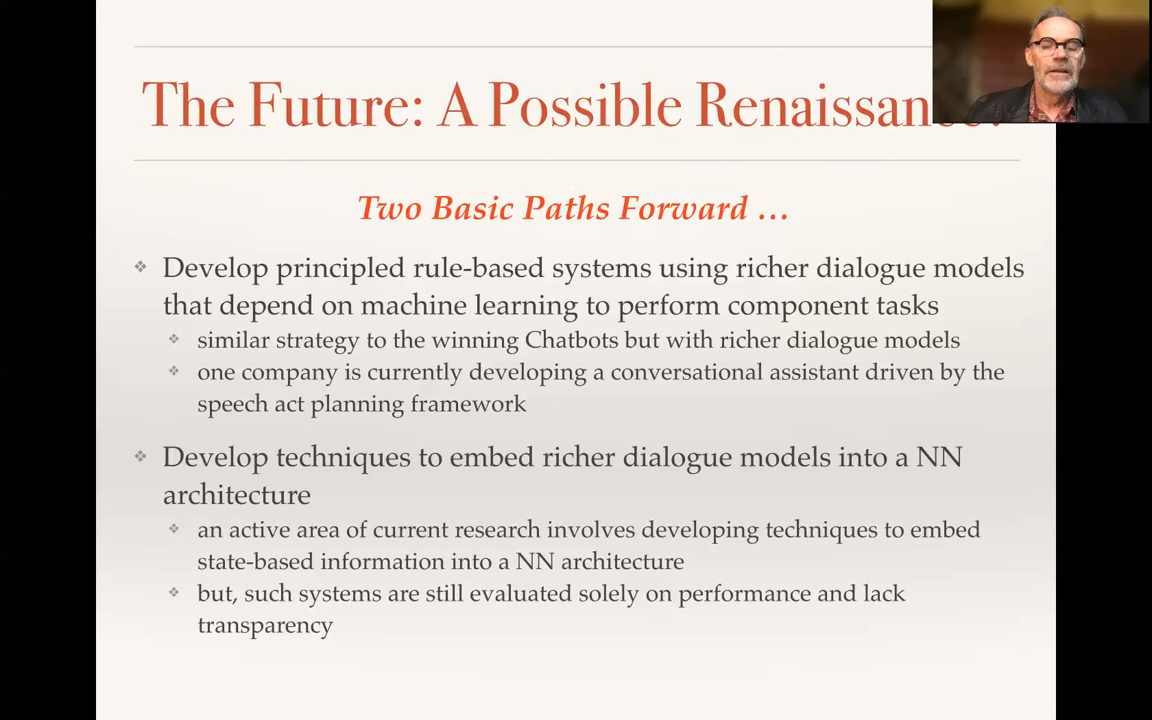 The Future: A Possible Renaissance?
Two Basic Paths Forward …
Develop principled rule-based systems using richer dialogue models
that depend on machine learning to perform component tasks
similar strategy to the winning Chatbots but with richer dialogue models
one company is currently developing a conversational assistant driven by the
speech act planning framework
Develop techniques to embed richer dialogue models into a NN
architecture
an active area of current research involves developing techniques to embed
state-based information into a NN architecture
but, such systems are still evaluated solely on performance and lack
transparency